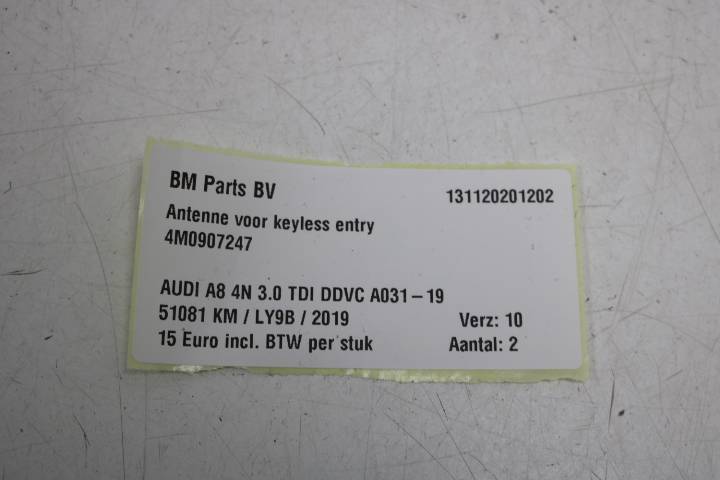 BM Parts BV 131120201202
Antenne voor keyless entry
4M0907247
AUDI A8 4N 3.0 TDI DDVC A031-19
51081 KM / LY9B / 2019 Verz: 10
15 Euro incl. BTW per stuk Aantal: 2